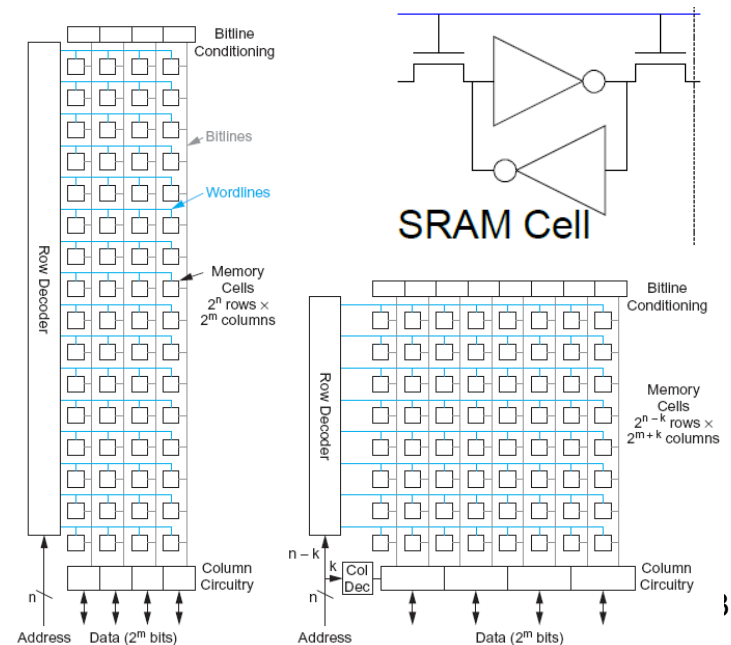 Bitline
Conditioning
Bitlines
Wordlines
Row Decoder
Memory
Cells
2ⁿ rows ×
2ᵐ columns
Column
Circuitry
n
Address
Data (2ᵐ bits)
SRAM Cell
Bitline
Conditioning
Row Decoder
Memory
Cells
2ⁿ⁻ᵏ rows ×
2ᵐ⁺ᵏ columns
n – k
k
Col
Dec
Column
Circuitry
n
Address
Data (2ᵐ bits)